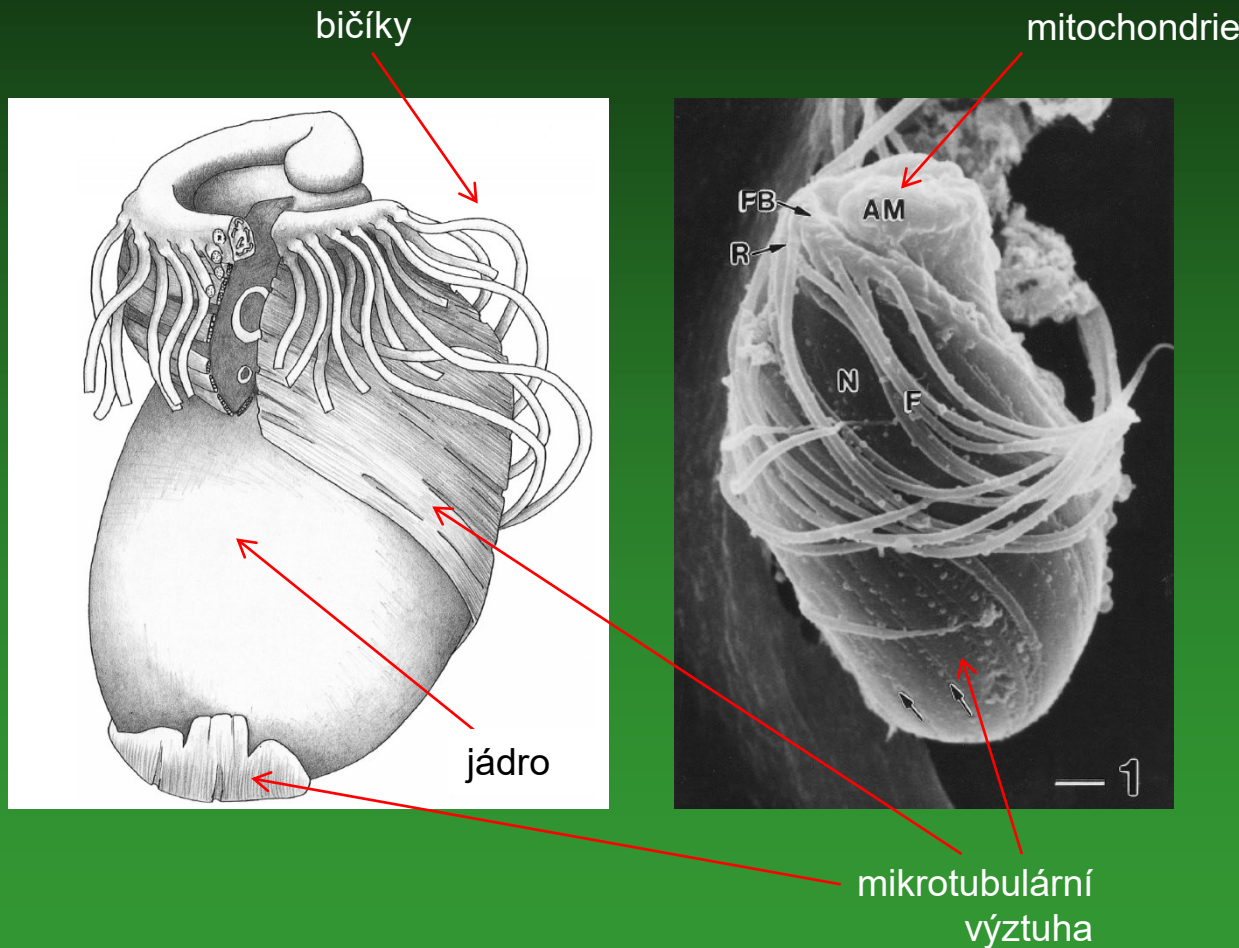 bičíky
mitochondrie
FB
AM
R
N
F
jádro
1
mikrotubulární
výztuha